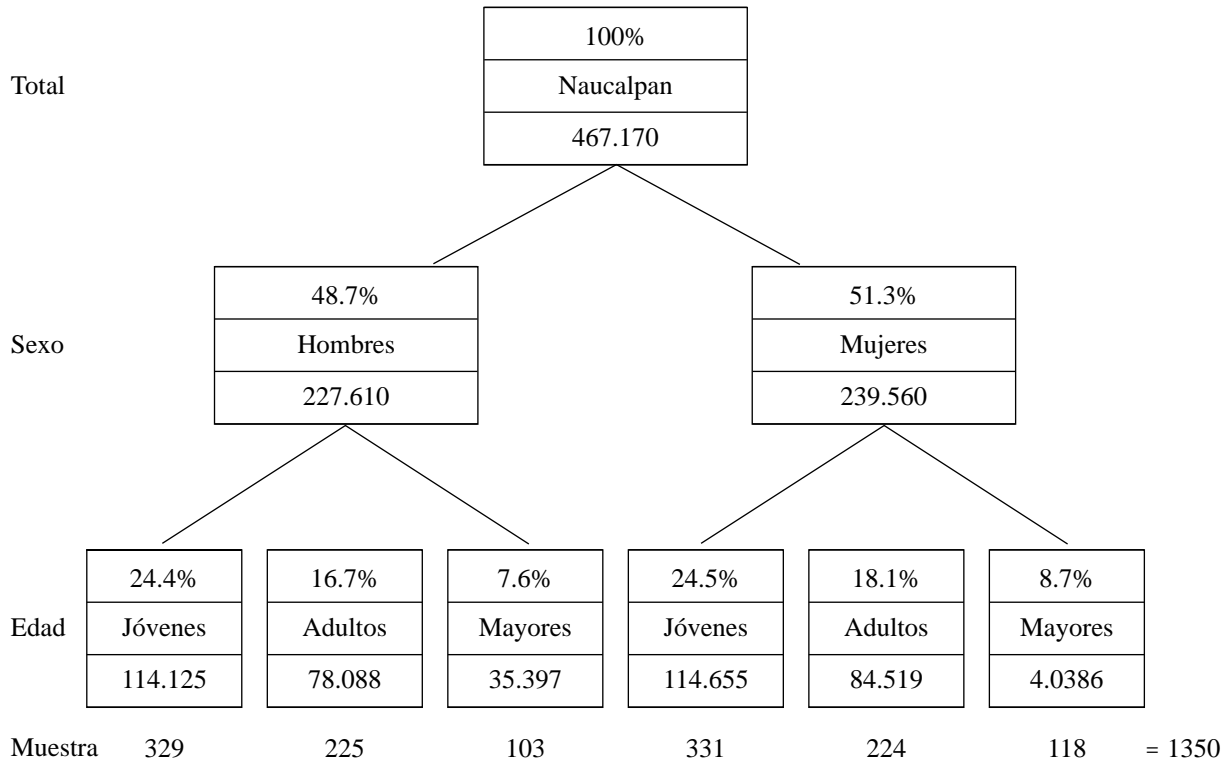 100%
Total Naucalpan
467.170
48.7% 51.3%
Sexo Hombres Mujeres
227.610 239.560
24.4% 16.7% 7.6% 24.5% 18.1% 8.7%
Edad Jóvenes Adultos Mayores Jóvenes Adultos Mayores
114.125 78.088 35.397 114.655 84.519 4.0386
Muestra 329 225 103 331 224 118 = 1350